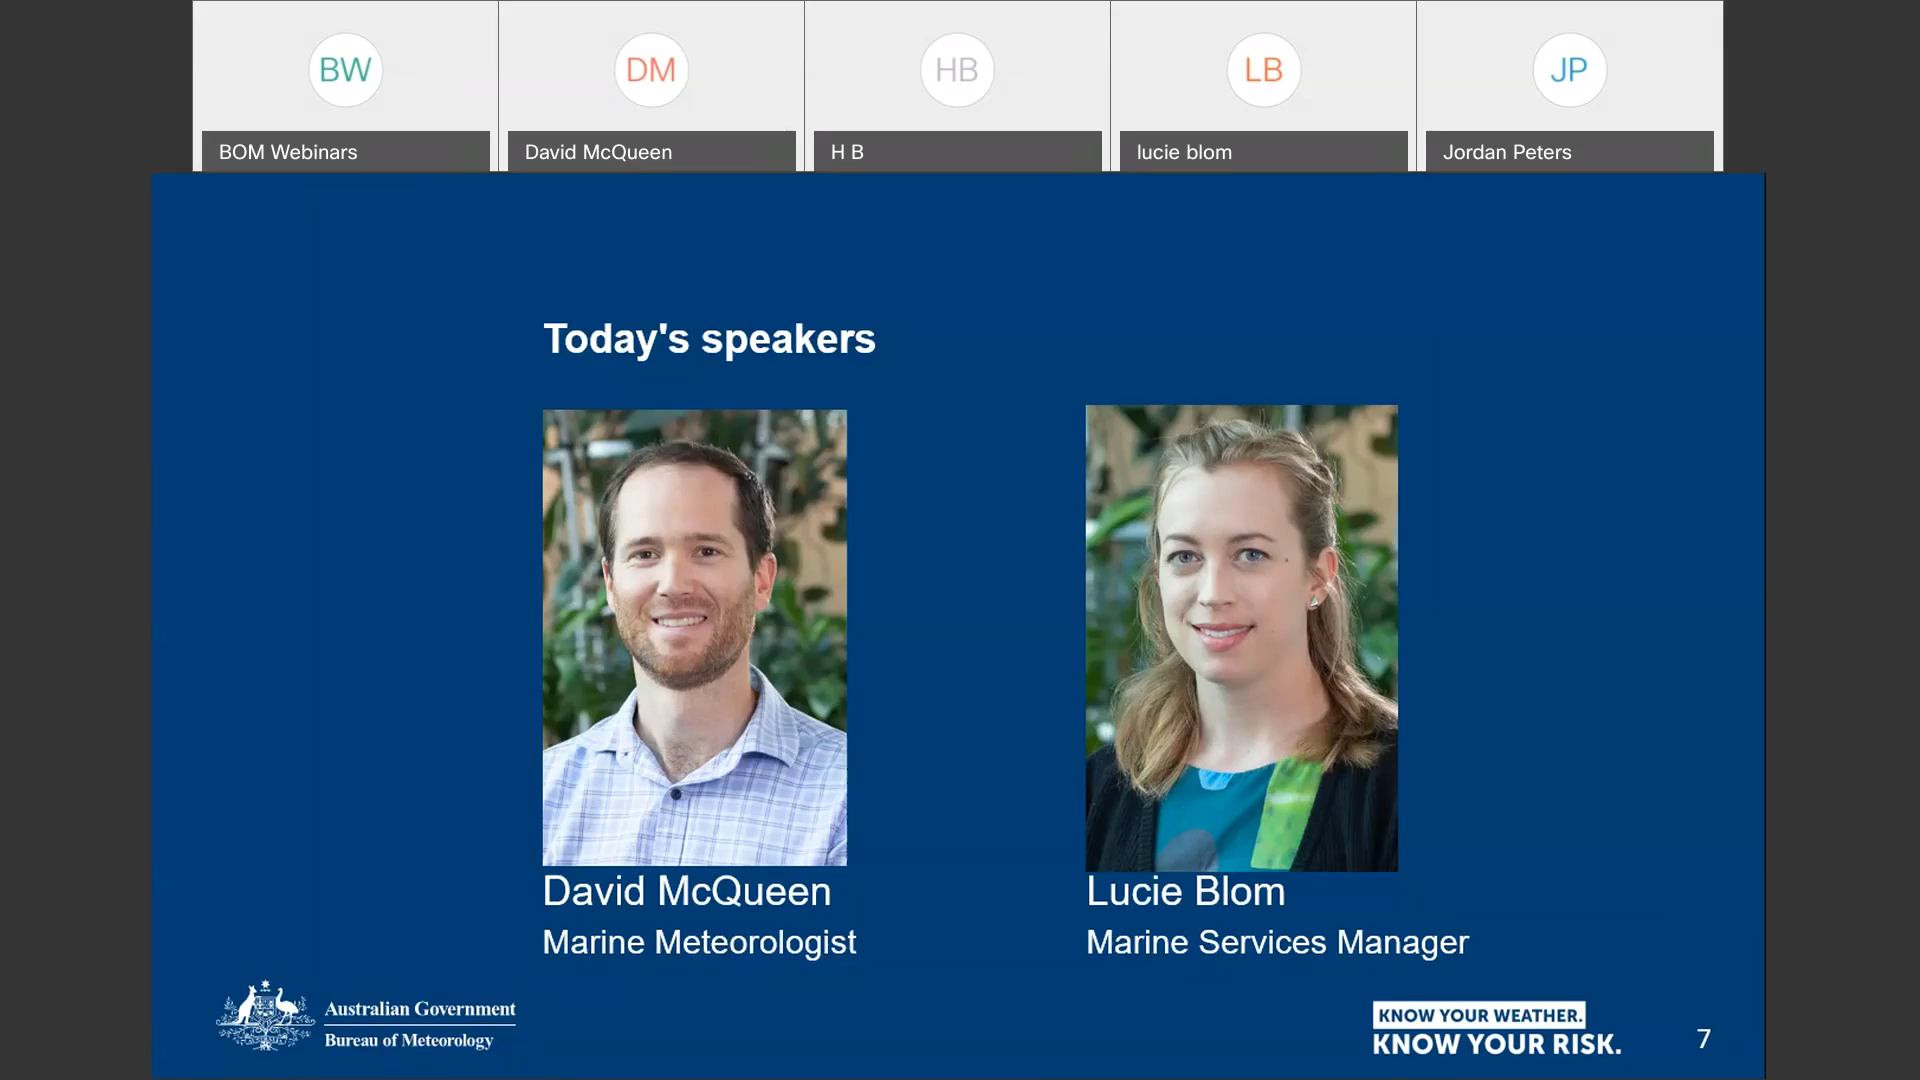 BW
DM
HB
LB
JP
BOM Webinars
David McQueen
H B
lucie blom
Jordan Peters
Today's speakers
David McQueen
Marine Meteorologist
Lucie Blom
Marine Services Manager
Australian Government
Bureau of Meteorology
KNOW YOUR WEATHER.
KNOW YOUR RISK.
7